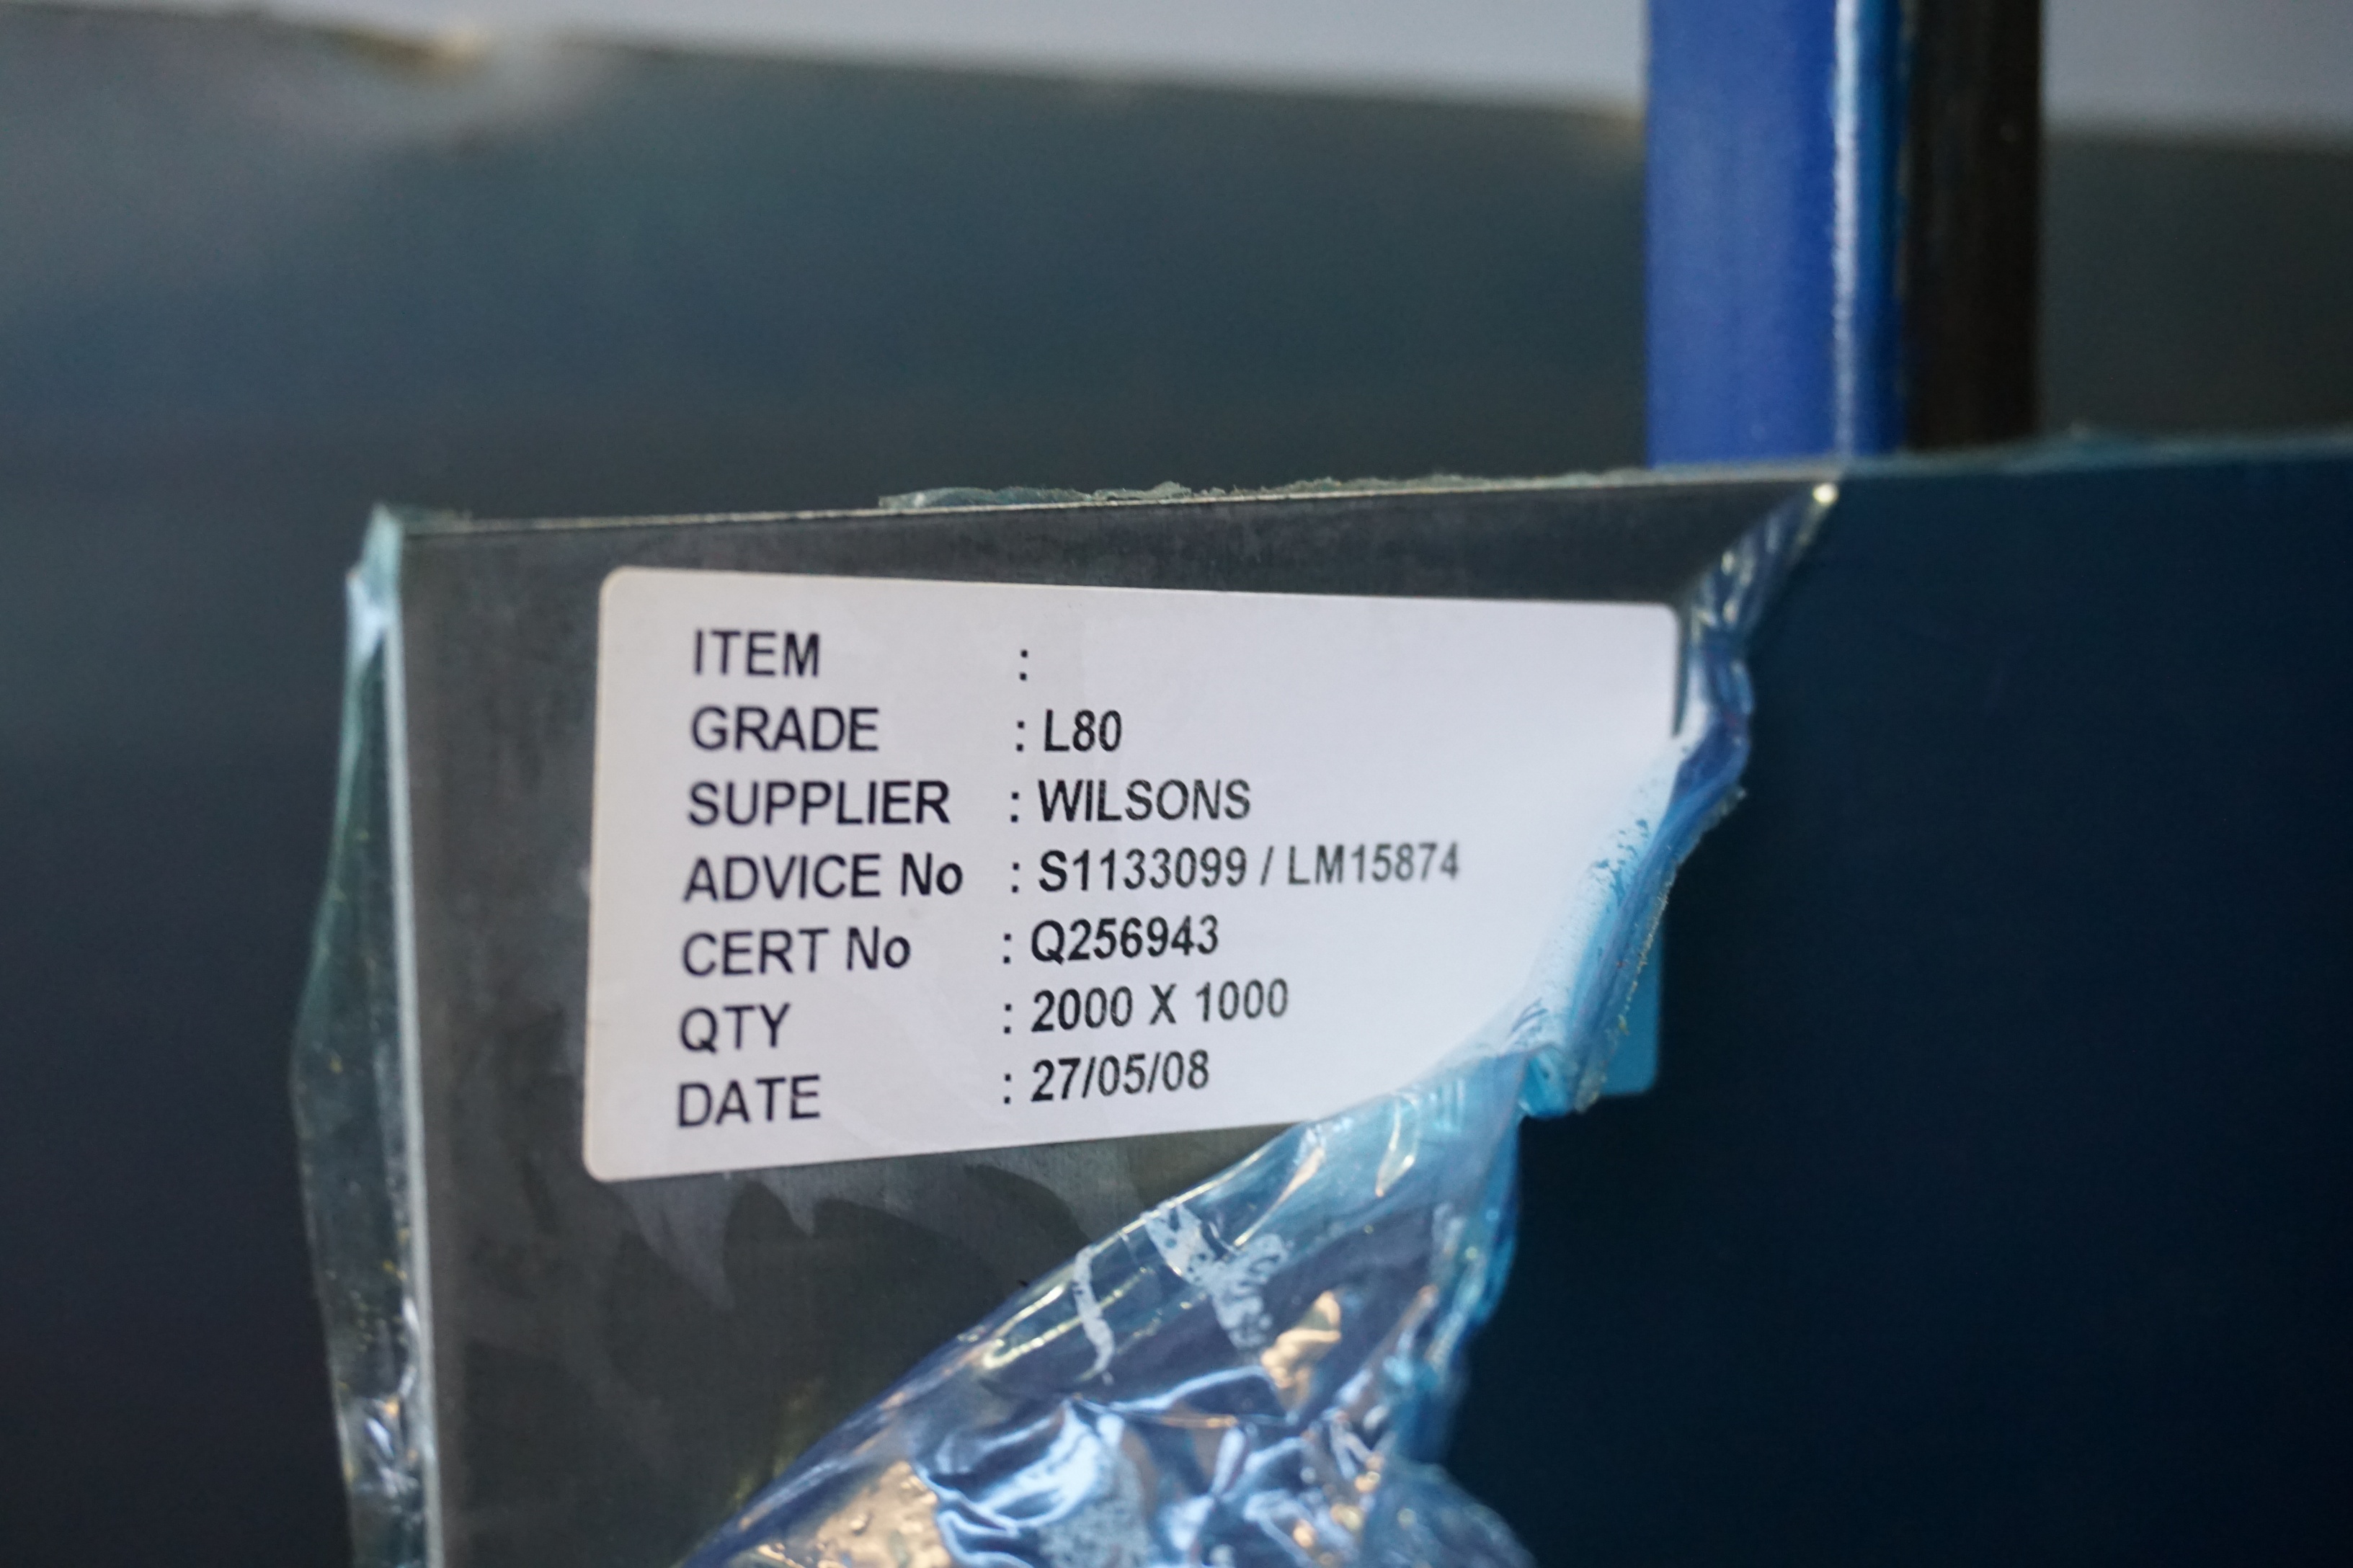 ITEM :
GRADE : L80
SUPPLIER : WILSONS
ADVICE No : S1133099 / LM15874
CERT No : Q256943
QTY : 2000 X 1000
DATE : 27/05/08